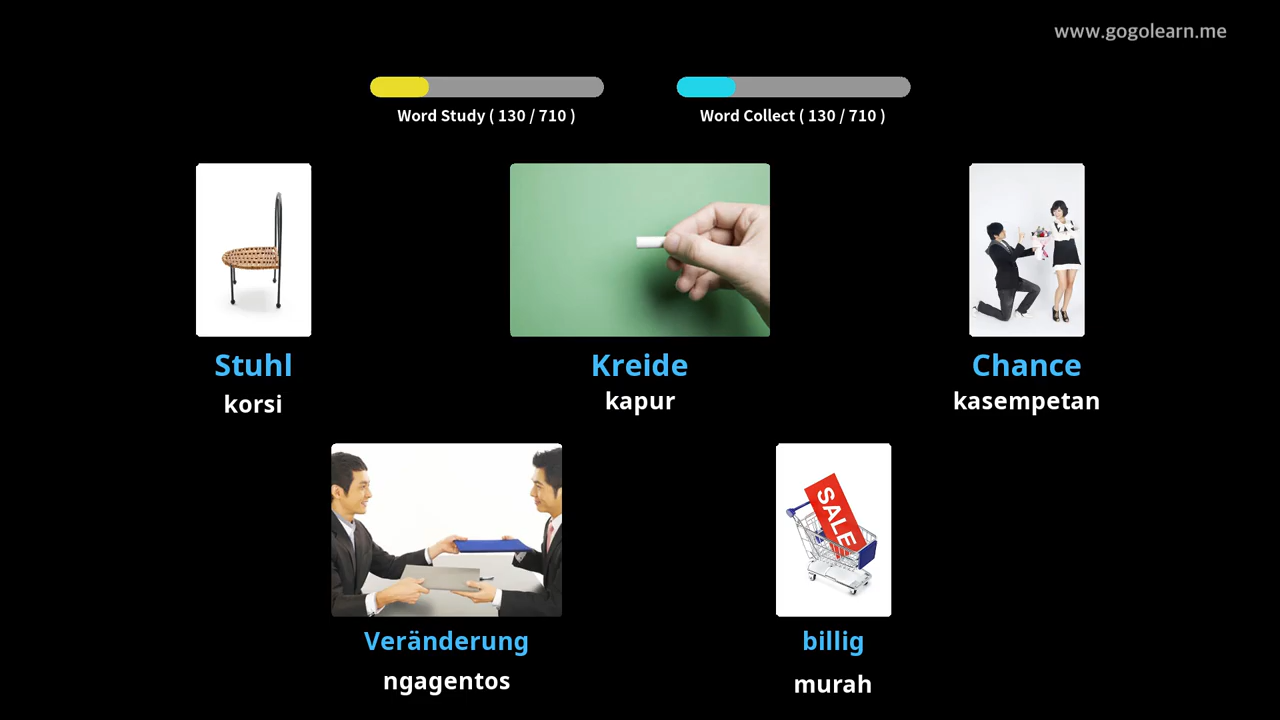 www.gogolearn.me
Word Study ( 130 / 710 )
Word Collect ( 130 / 710 )
Stuhl
korsi
Kreide
kapur
Chance
kasempetan
SALE
Veränderung
ngagentos
billig
murah